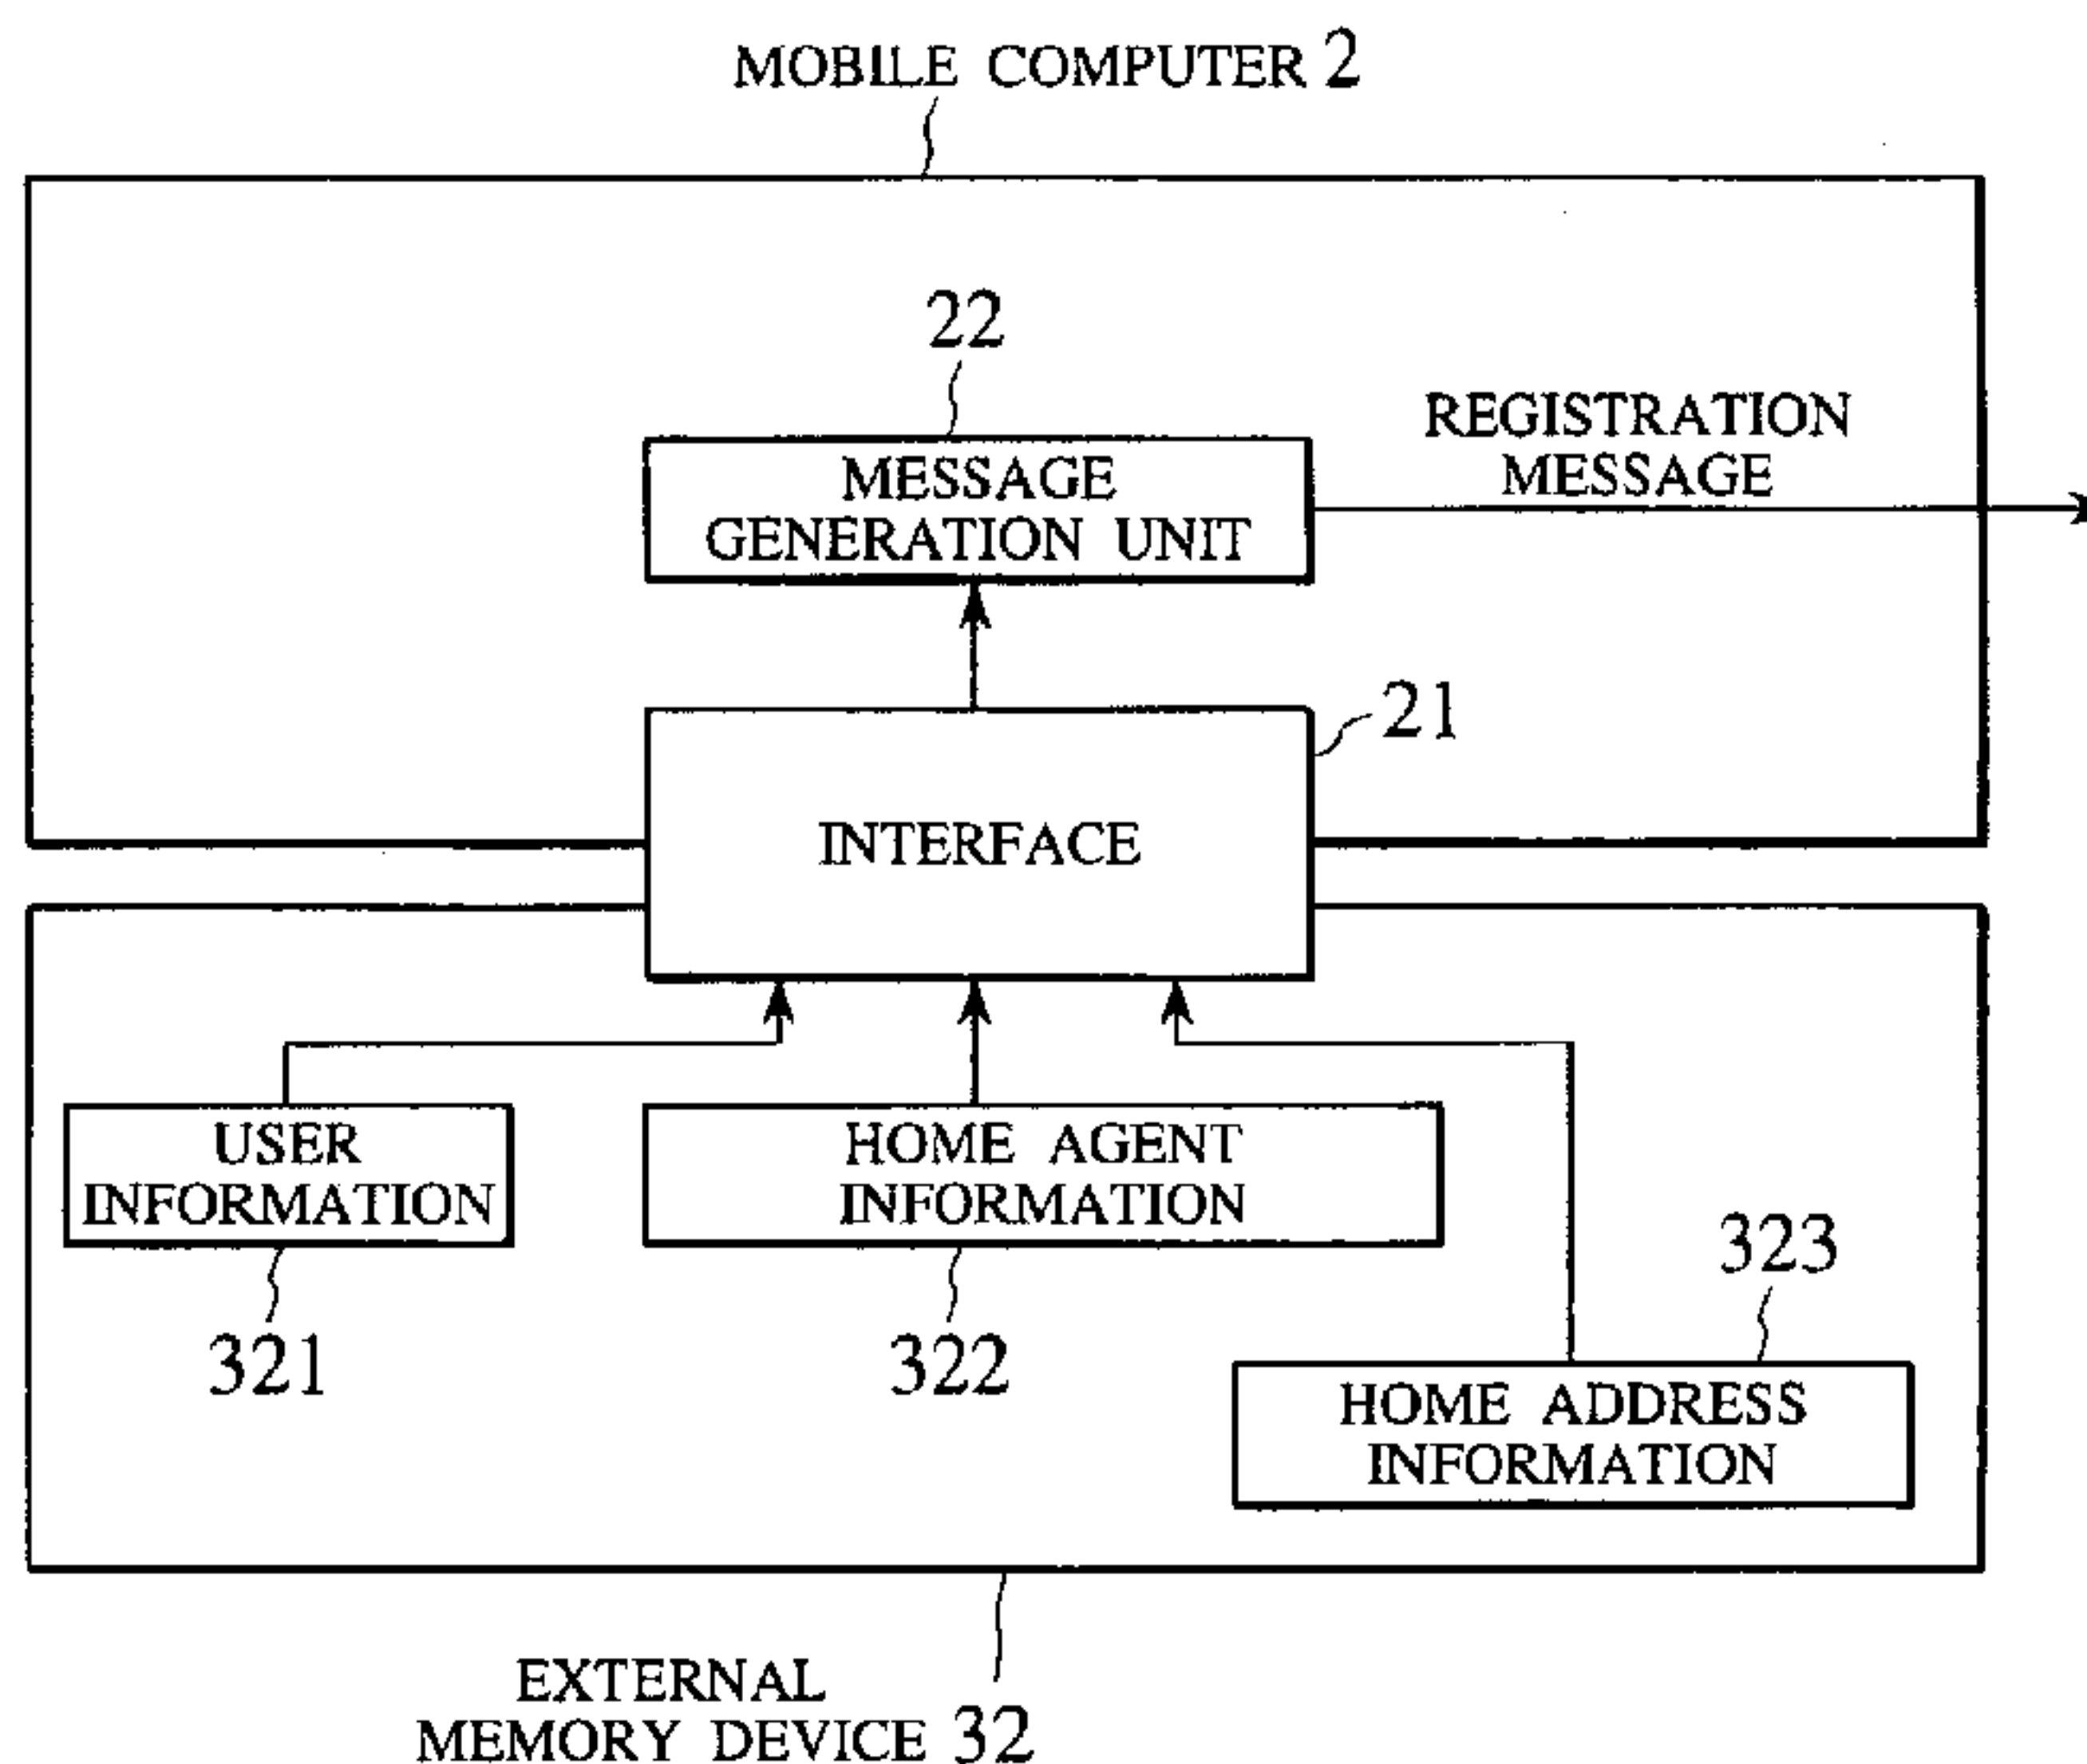 MOBILE COMPUTER 2
22
MESSAGE
GENERATION UNIT
REGISTRATION
MESSAGE
21
INTERFACE
USER
INFORMATION
HOME AGENT
INFORMATION
321
322
323
HOME ADDRESS
INFORMATION
EXTERNAL
MEMORY DEVICE 32